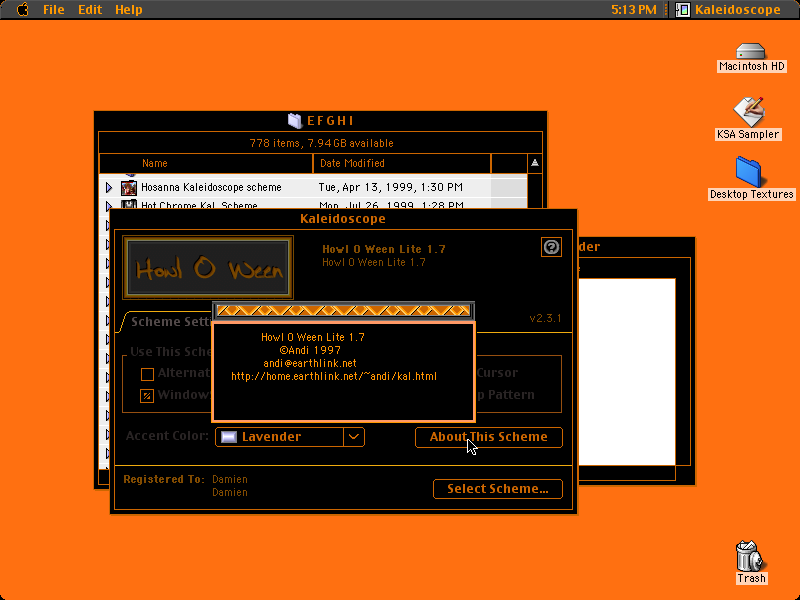 File Edit Help 5:13 PM Kaleidoscope
Macintosh HD
KSA Sampler
Desktop Textures
E F G H I
778 items, 7.94 GB available
Name Date Modified
Hosanna Kaleidoscope scheme Tue, Apr 13, 1999, 1:30 PM
Hot Chrome Kal. Scheme Mon, Jul 26, 1999, 1:28 PM
Kaleidoscope
der
Howl O Ween
Howl O Ween Lite 1.7
Howl O Ween Lite 1.7
v2.3.1
Scheme Setti
Howl O Ween Lite 1.7
©Andi 1997
andi@earthlink.net
http://home.earthlink.net/~andi/kal.html
Use This Sche
Alternat Cursor
Window p Pattern
Accent Color: Lavender About This Scheme
Registered To: Damien
Damien
Select Scheme...
Trash